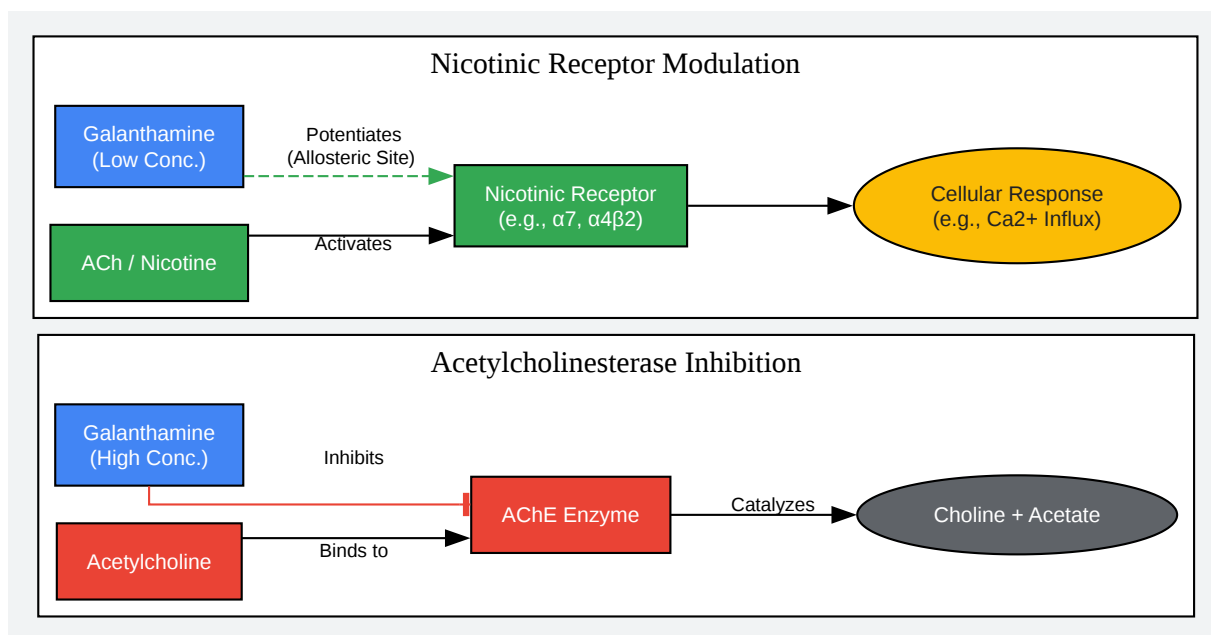 Nicotinic Receptor Modulation
Galanthamine
(Low Conc.)
Potentiates
(Allosteric Site)
Nicotinic Receptor
(e.g., α7, α4β2)
Cellular Response
(e.g., Ca2+ Influx)
ACh / Nicotine
Activates
Acetylcholinesterase Inhibition
Galanthamine
(High Conc.)
Inhibits
AChE Enzyme
Catalyzes
Choline + Acetate
Acetylcholine
Binds to